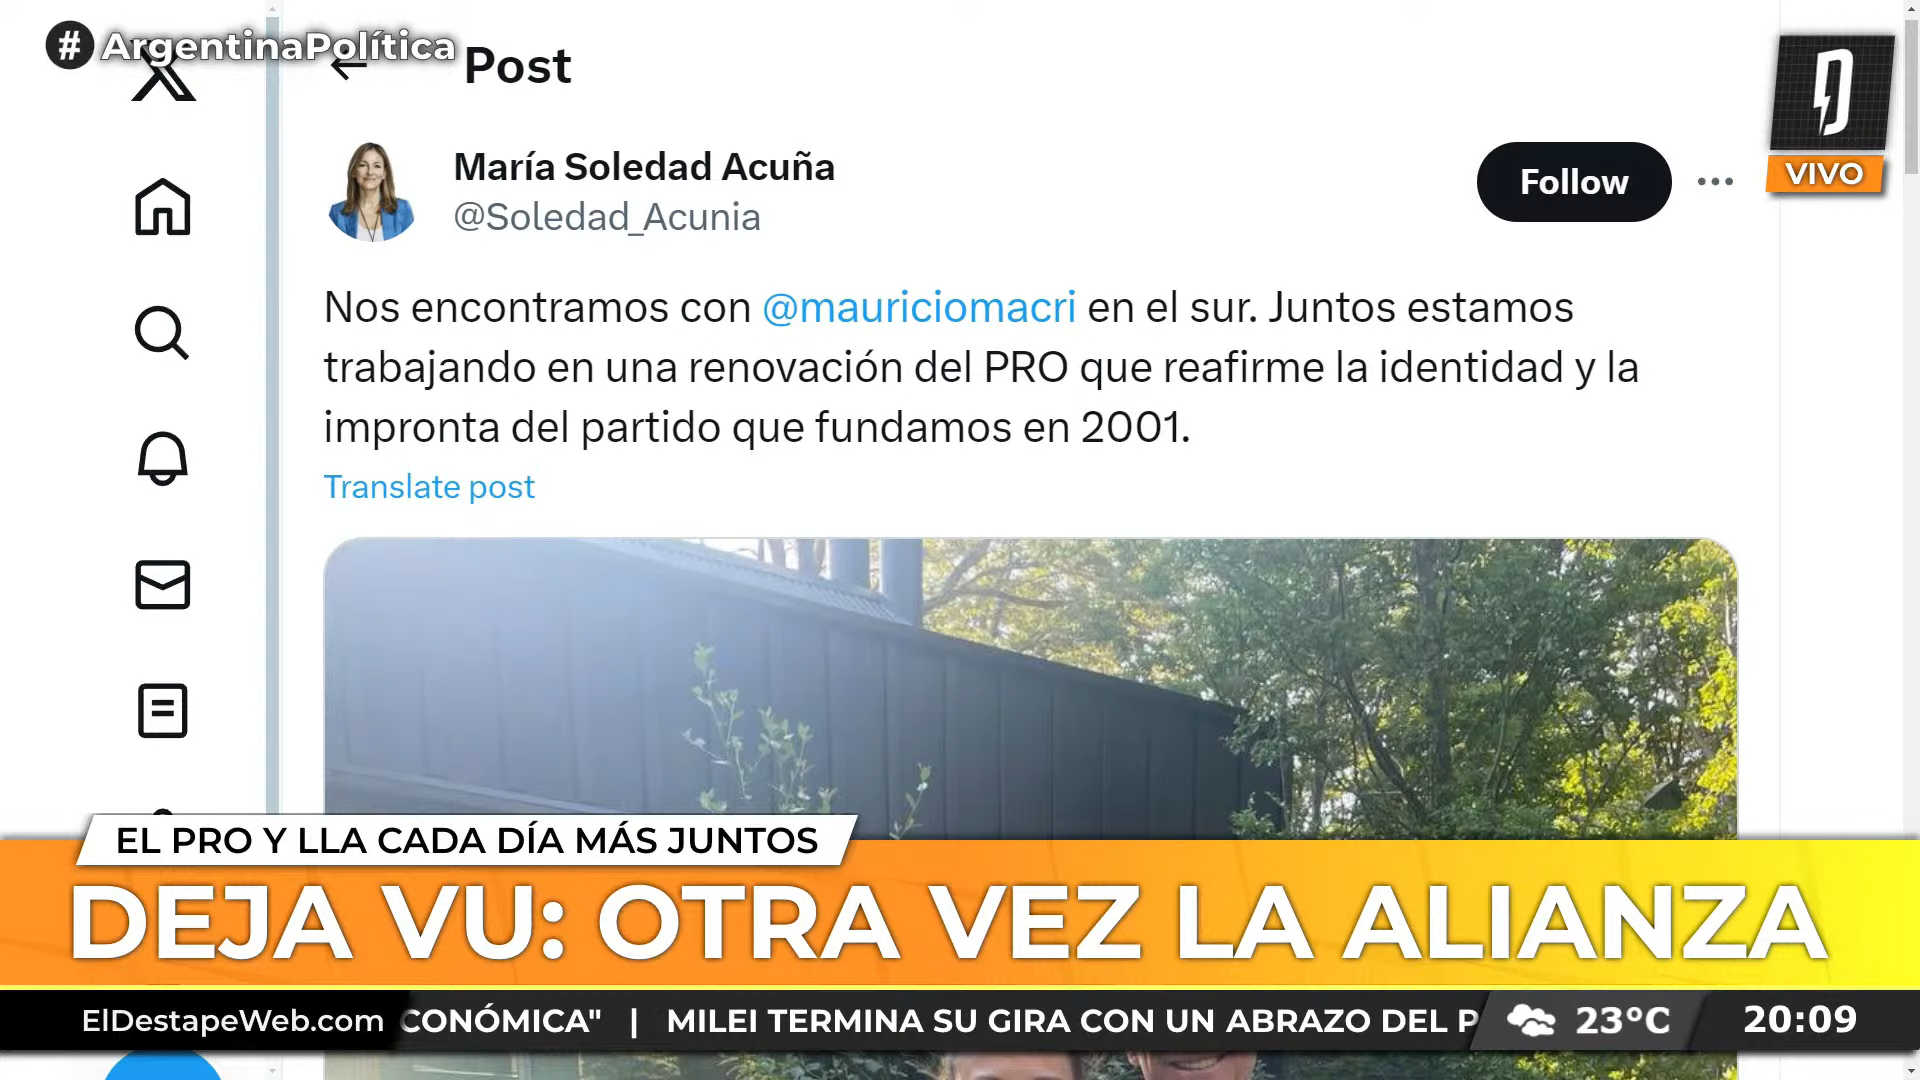 # ArgentinaPolítica
Post
María Soledad Acuña
@Soledad_Acunia
Follow
VIVO
Nos encontramos con @mauriciomacri en el sur. Juntos estamos
trabajando en una renovación del PRO que reafirme la identidad y la
impronta del partido que fundamos en 2001.
Translate post
EL PRO Y LLA CADA DÍA MÁS JUNTOS
DEJA VU: OTRA VEZ LA ALIANZA
ElDestapeWeb.com
CONÓMICA" | MILEI TERMINA SU GIRA CON UN ABRAZO DEL P
23°C
20:09